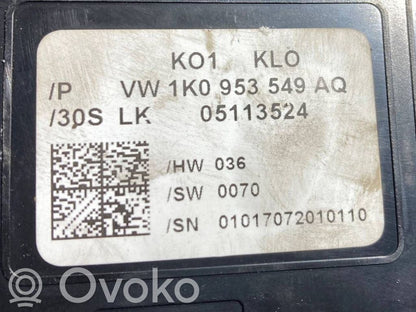 KO1 KLO
/P VW 1K0 953 549 AQ
/30S LK 05113524
/HW 036
/SW 0070
/SN 01017072010110
Ovoko